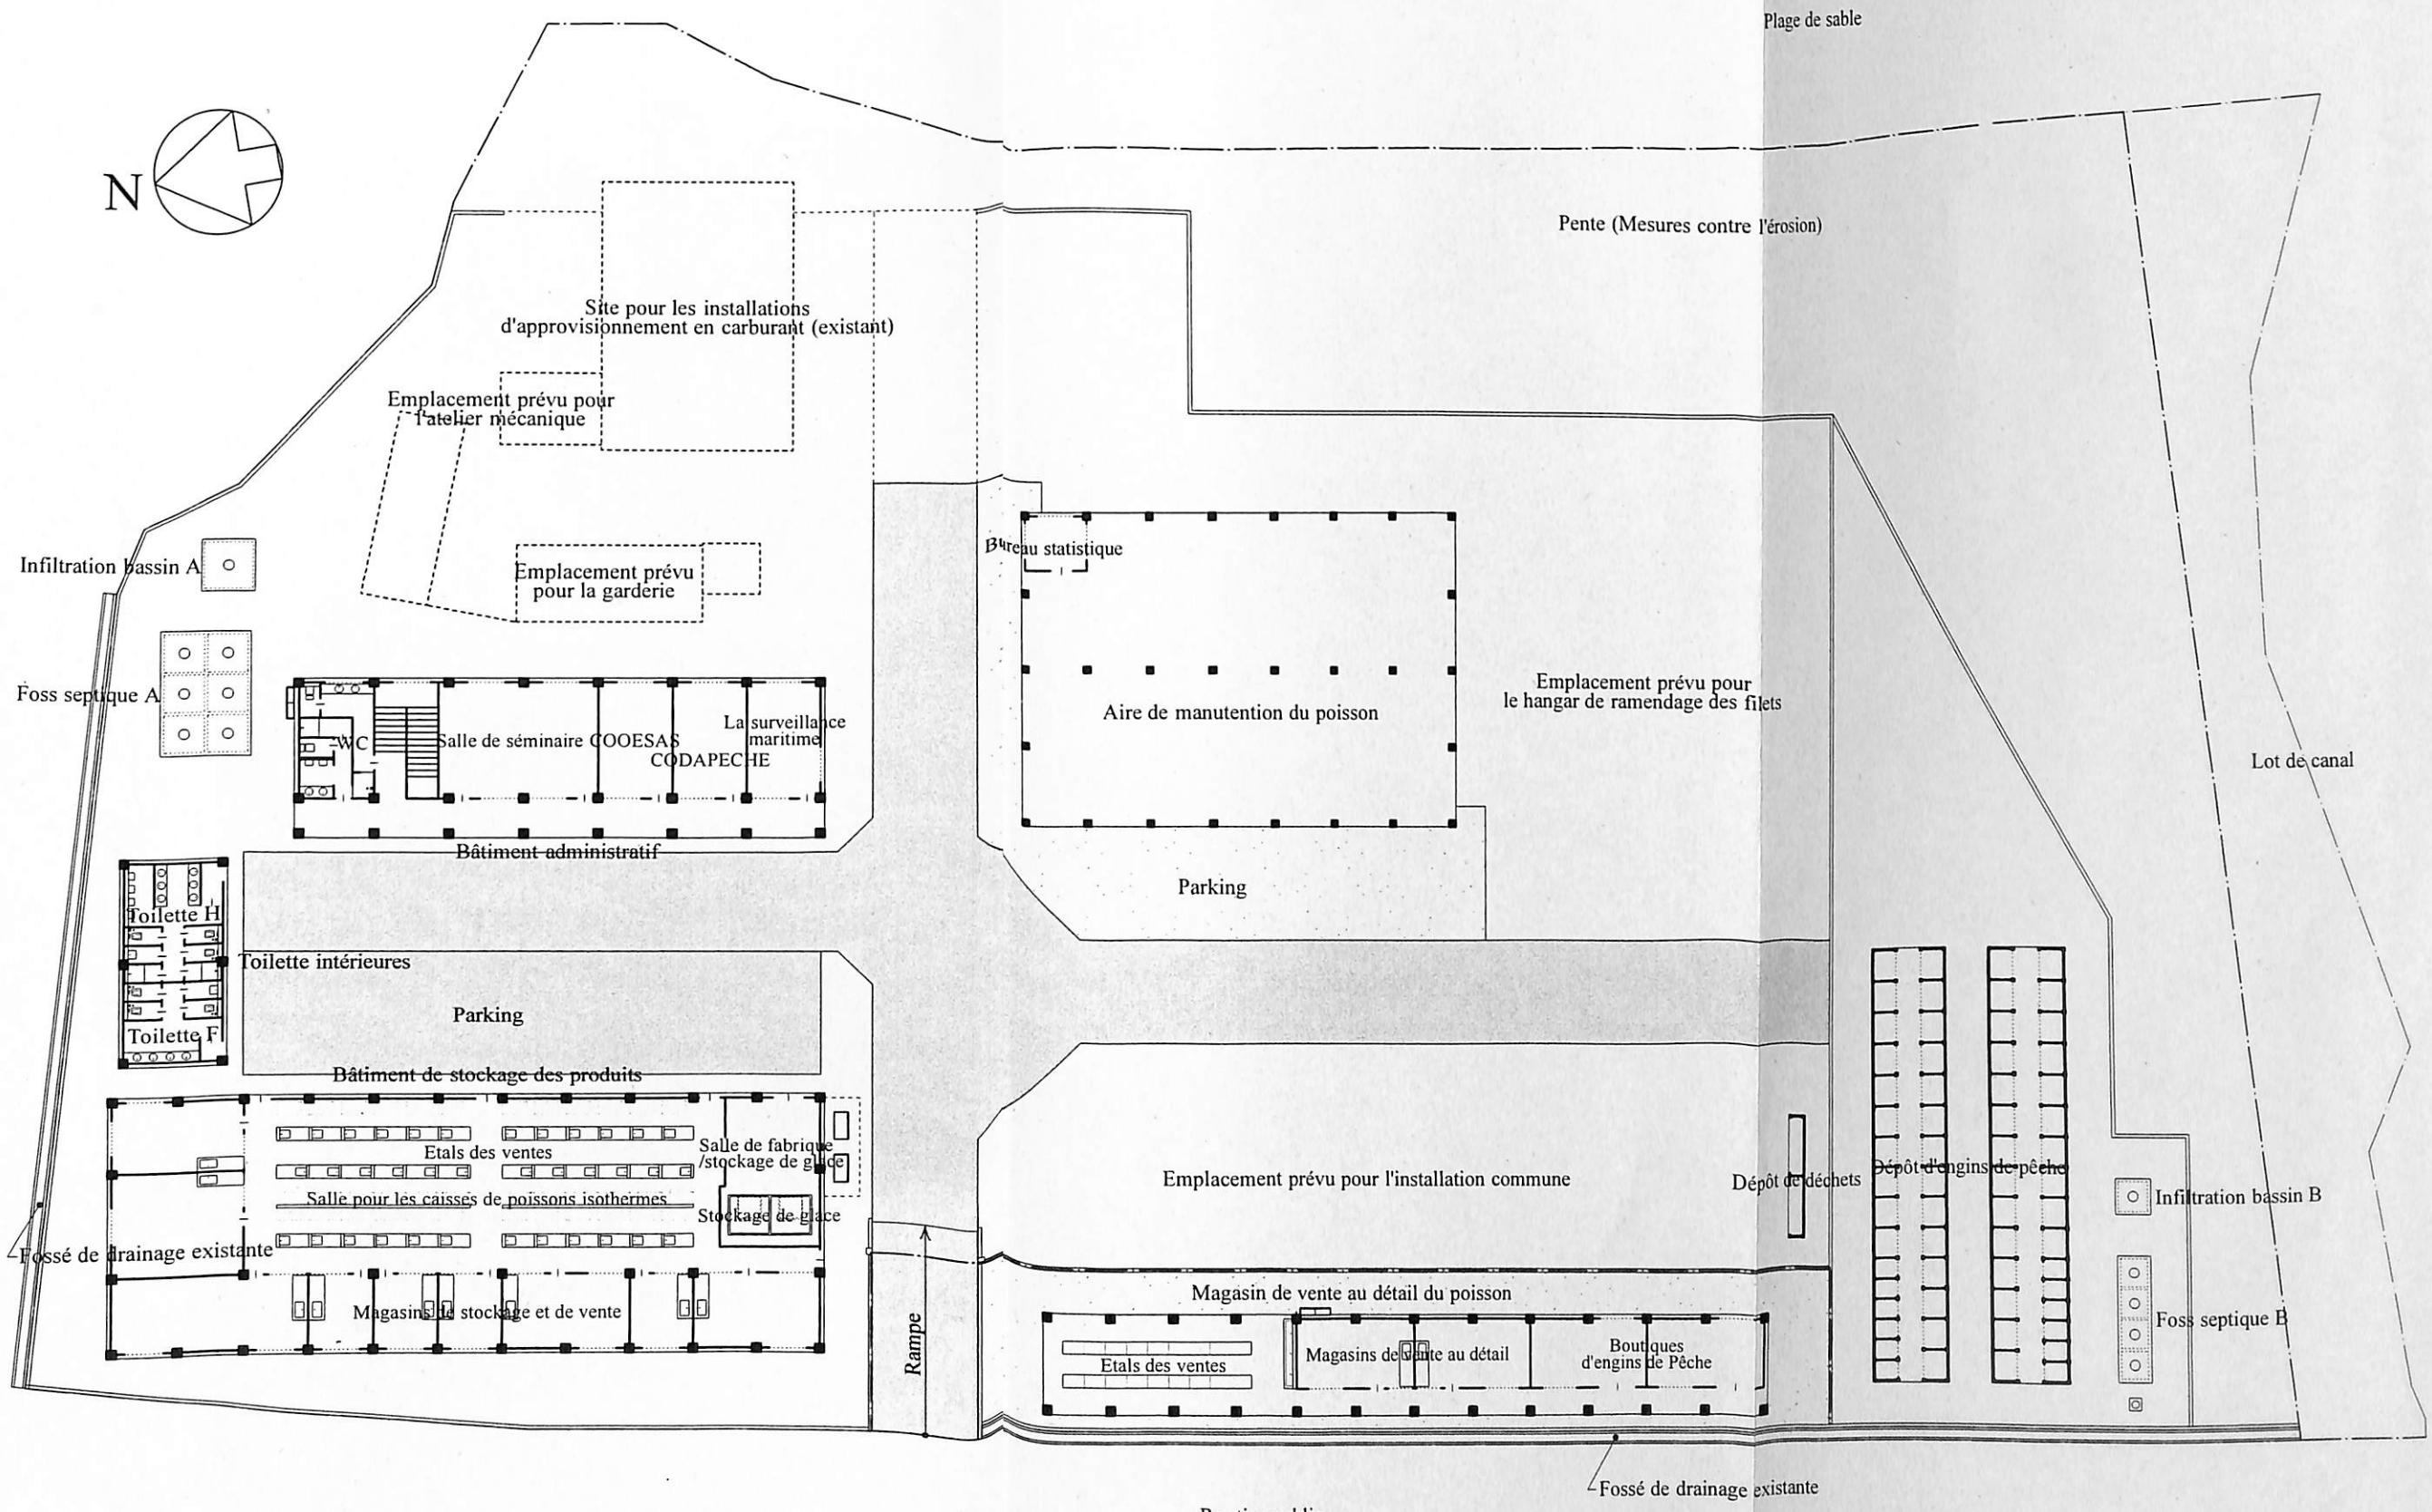 Plage de sable
N
Pente (Mesures contre l'érosion)
Site pour les installations
d'approvisionnement en carburant (existant)
Emplacement prévu pour
l'atelier mécanique
Infiltration bassin A
Emplacement prévu
pour la garderie
Bureau statistique
Foss septique A
WC
Salle de séminaire
COOESAS
CODAPECHE
La surveillance
maritime
Aire de manutention du poisson
Emplacement prévu pour
le hangar de ramendage des filets
Lot de canal
Bâtiment administratif
Parking
Toilette H
Toilette intérieures
Toilette F
Parking
Bâtiment de stockage des produits
Etals des ventes
Salle de fabrique
/stockage de glace
Salle pour les caisses de poissons isothermes
Stockage de glace
Emplacement prévu pour l'installation commune
Dépôt de déchets
Dépôt d'engins de pêche
Infiltration bassin B
Fossé de drainage existante
Magasins de stockage et de vente
Rampe
Magasin de vente au détail du poisson
Foss septique B
Etals des ventes
Magasins de vente au détail
Boutiques
d'engins de Pêche
Fossé de drainage existante